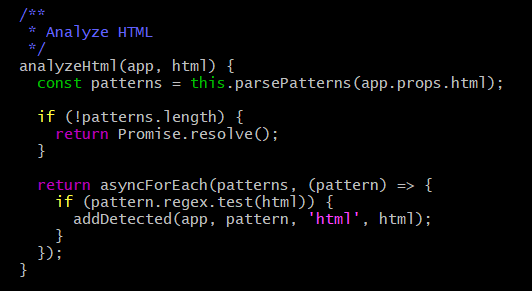 /**
 * Analyze HTML
 */
analyzeHtml(app, html) {
  const patterns = this.parsePatterns(app.props.html);

  if (!patterns.length) {
    return Promise.resolve();
  }

  return asyncForEach(patterns, (pattern) => {
    if (pattern.regex.test(html)) {
      addDetected(app, pattern, 'html', html);
    }
  });
}